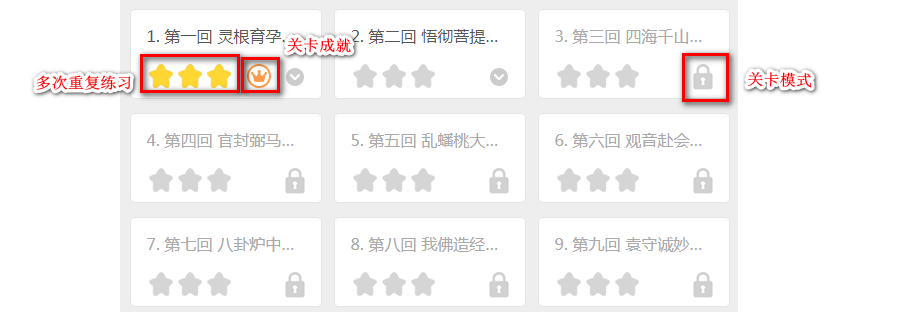 1. 第一回 灵根育孕...
2. 第二回 悟彻菩提...
3. 第三回 四海千山...
关卡成就
多次重复练习
关卡模式
4. 第四回 官封弼马...
5. 第五回 乱蟠桃大...
6. 第六回 观音赴会...
7. 第七回 八卦炉中...
8. 第八回 我佛造经...
9. 第九回 袁守诚妙...